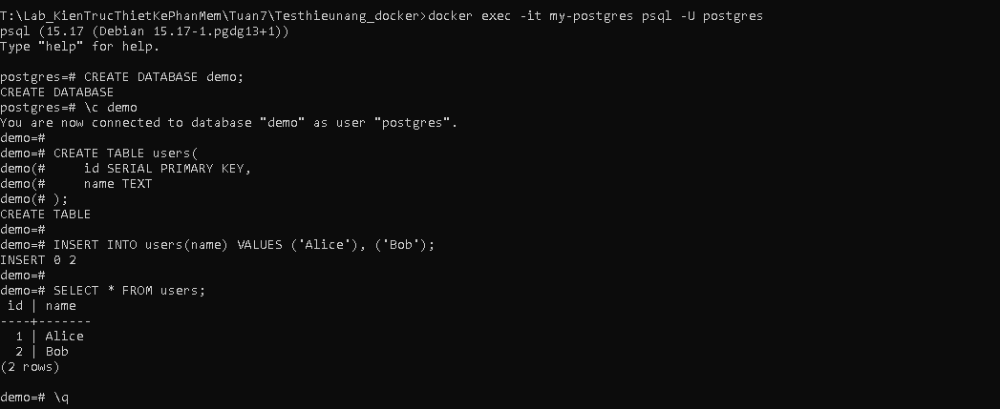 T:\Lab_KienTrucThietKePhanMem\Tuan7\Testhieunang_docker>docker exec -it my-postgres psql -U postgres
psql (15.17 (Debian 15.17-1.pgdg13+1))
Type "help" for help.

postgres=# CREATE DATABASE demo;
CREATE DATABASE
postgres=# \c demo
You are now connected to database "demo" as user "postgres".
demo=#
demo=# CREATE TABLE users(
demo(#     id SERIAL PRIMARY KEY,
demo(#     name TEXT
demo(# );
CREATE TABLE
demo=#
demo=# INSERT INTO users(name) VALUES ('Alice'), ('Bob');
INSERT 0 2
demo=#
demo=# SELECT * FROM users;
 id | name
----+-------
  1 | Alice
  2 | Bob
(2 rows)

demo=# \q